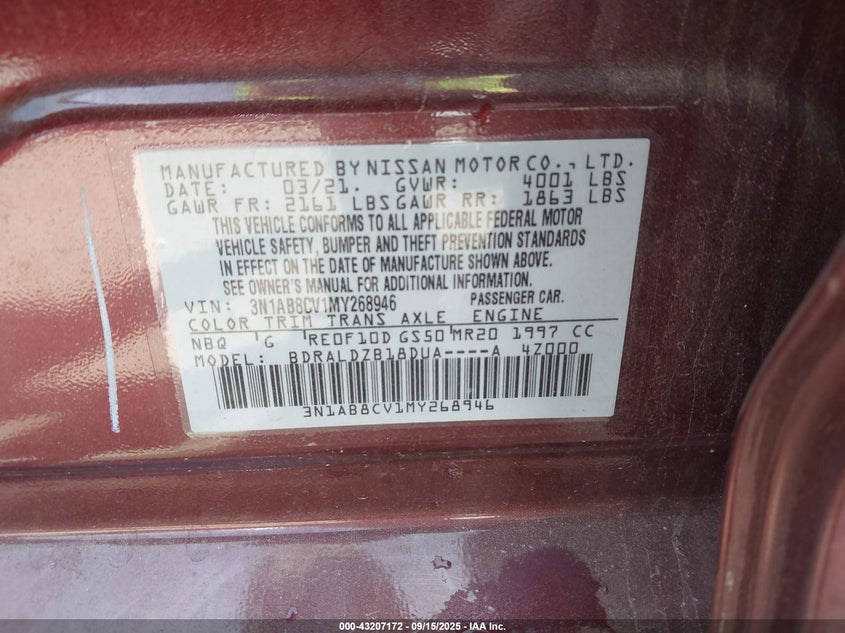 MANUFACTURED BY NISSAN MOTOR CO., LTD.
DATE: 03/21. GVWR: 4001 LBS
GAWR FR: 2161 LBS GAWR RR: 1863 LBS
THIS VEHICLE CONFORMS TO ALL APPLICABLE FEDERAL MOTOR
VEHICLE SAFETY, BUMPER AND THEFT PREVENTION STANDARDS
IN EFFECT ON THE DATE OF MANUFACTURE SHOWN ABOVE.
SEE OWNER'S MANUAL FOR ADDITIONAL INFORMATION.
VIN: 3N1AB8CV1MY268946 PASSENGER CAR.
COLOR TRIM TRANS AXLE ENGINE
NBQ G RE0F10D GS50 MR20 1997 CC
MODEL: BDRALDZB18DUA----A 4Z000
3N1AB8CV1MY268946
000-43207172 - 09/15/2025 - IAA, Inc.